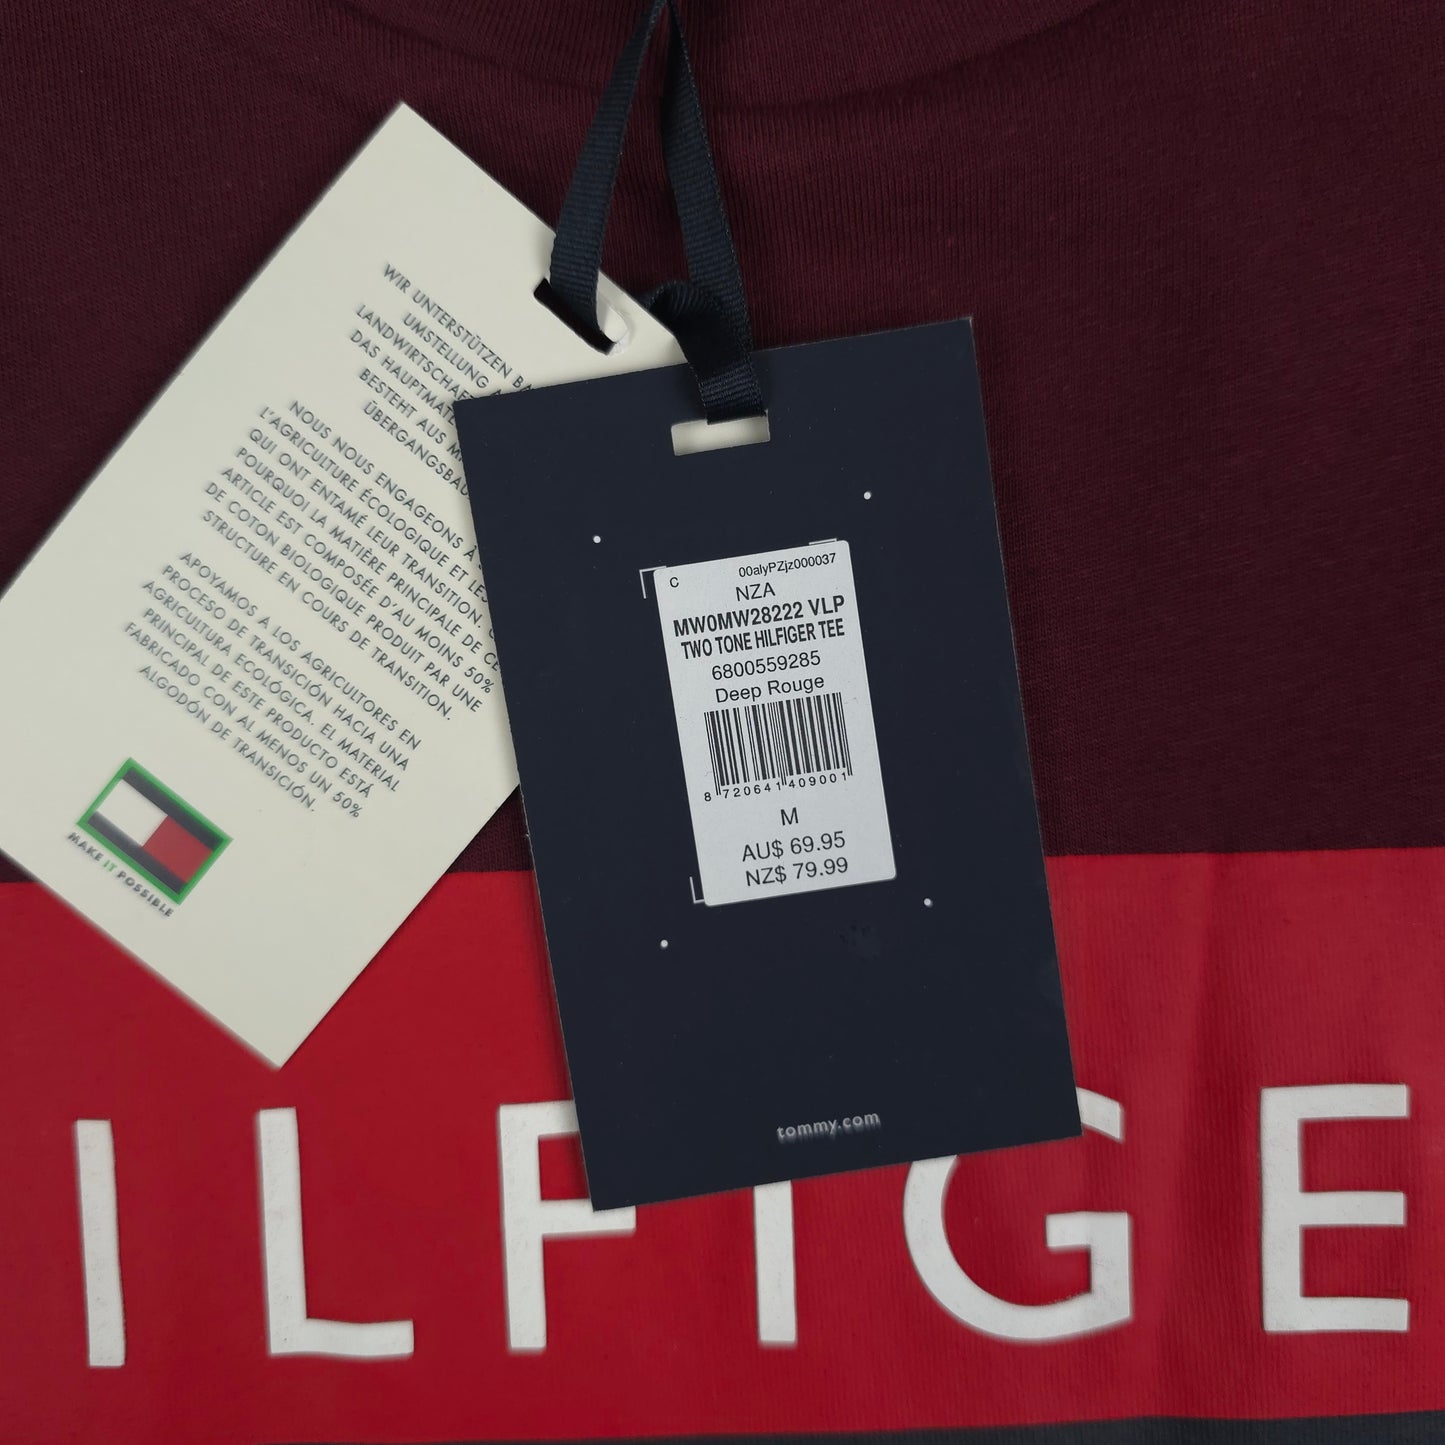 WIR UNTERSTÜTZEN
UMSTELLUNG
LANDWIRTSCHAF
DAS HAUPTMATE
BESTEHT AUS
ÜBERGANGSBAU
NOUS NOUS ENGAGEONS À
L'AGRICULTURE ÉCOLOGIQUE ET LES
QUI ONT ENTAMÉ LEUR TRANSITION,
POURQUOI LA MATIÈRE PRINCIPALE DE CE
ARTICLE EST COMPOSÉE D'AU MOINS 50%
DE COTON BIOLOGIQUE PRODUIT PAR UNE
STRUCTURE EN COURS DE TRANSITION.
APOYAMOS A LOS AGRICULTORES EN
PROCESO DE TRANSICIÓN HACIA UNA
AGRICULTURA ECOLÓGICA. EL MATERIAL
PRINCIPAL DE ESTE PRODUCTO ESTÁ
FABRICADO CON AL MENOS UN 50%
ALGODÓN DE TRANSICIÓN.
MAKE IT POSSIBLE
C 00alyPZjz000037
NZA
MW0MW28222 VLP
TWO TONE HILFIGER TEE
6800559285
Deep Rouge
8 720641 409001
M
AU$ 69.95
NZ$ 79.99
tommy.com
ILFIGE